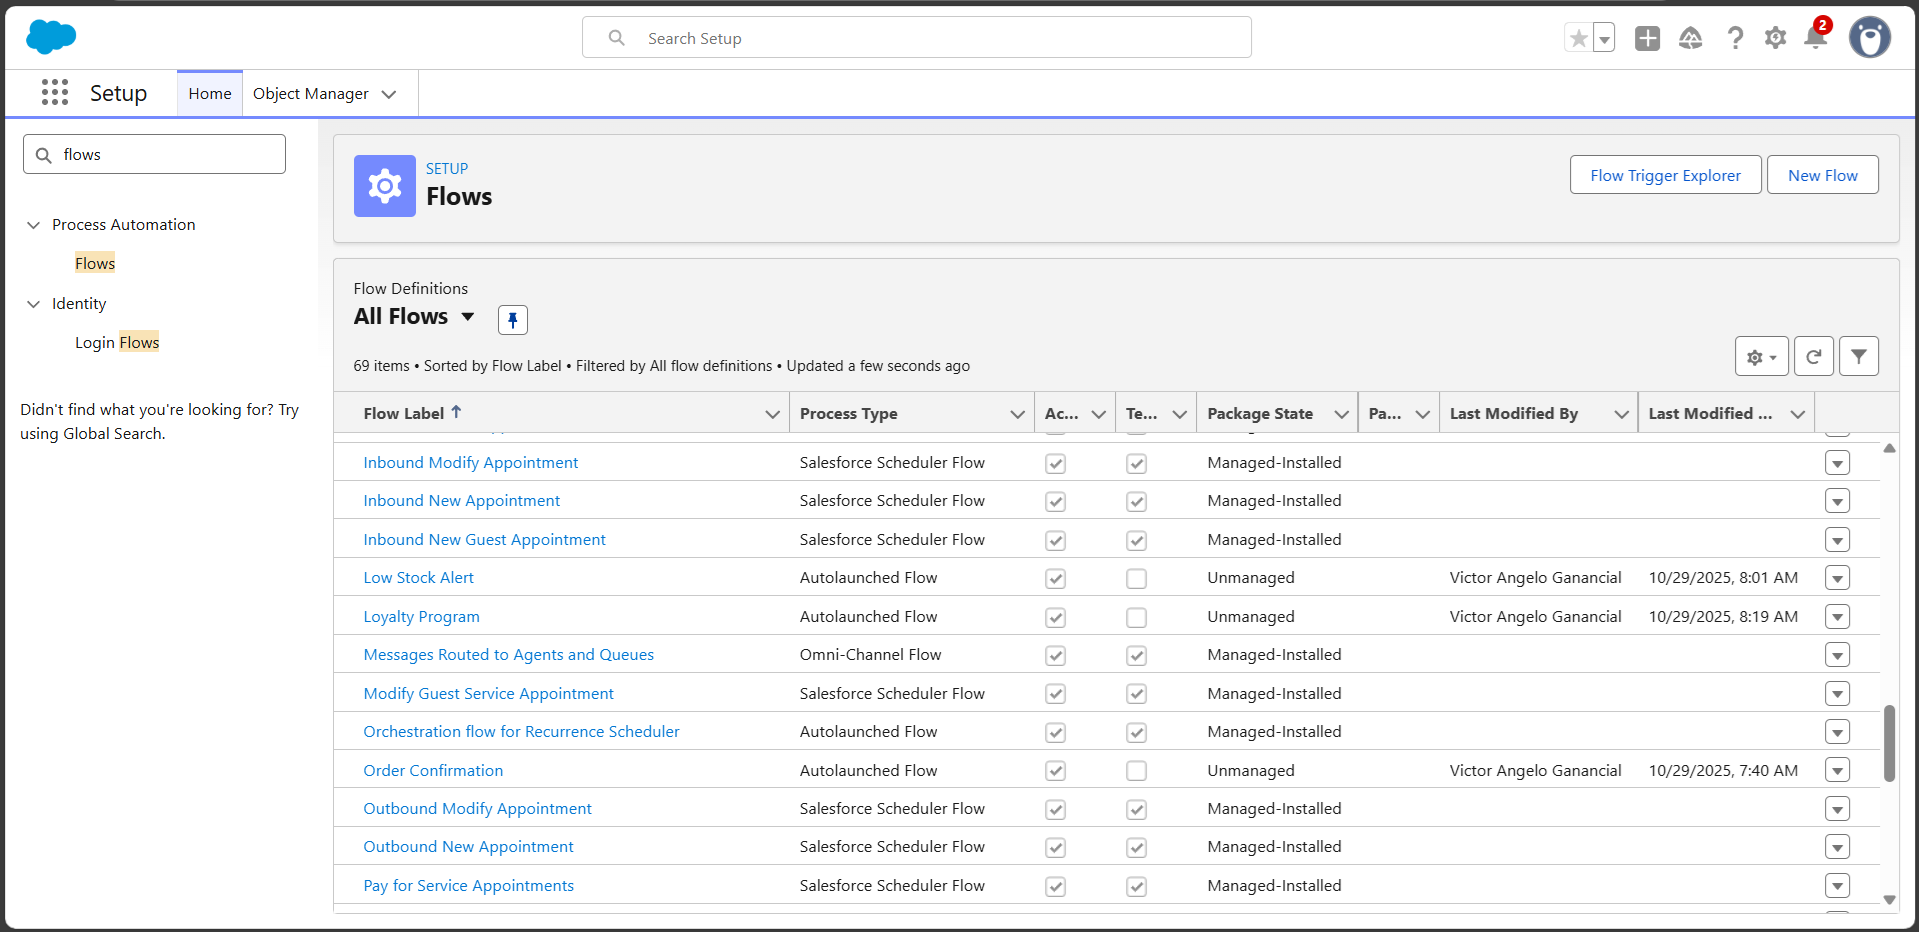 Search Setup
2
Setup
Home
Object Manager
flows
Process Automation
Flows
Identity
Login Flows
Didn't find what you're looking for? Try
using Global Search.
SETUP
Flows
Flow Trigger Explorer
New Flow
Flow Definitions
All Flows
69 items • Sorted by Flow Label • Filtered by All flow definitions • Updated a few seconds ago
Flow Label Process Type Ac... Te... Package State Pa... Last Modified By Last Modified ...
Inbound Modify Appointment Salesforce Scheduler Flow Managed-Installed
Inbound New Appointment Salesforce Scheduler Flow Managed-Installed
Inbound New Guest Appointment Salesforce Scheduler Flow Managed-Installed
Low Stock Alert Autolaunched Flow Unmanaged Victor Angelo Ganancial 10/29/2025, 8:01 AM
Loyalty Program Autolaunched Flow Unmanaged Victor Angelo Ganancial 10/29/2025, 8:19 AM
Messages Routed to Agents and Queues Omni-Channel Flow Managed-Installed
Modify Guest Service Appointment Salesforce Scheduler Flow Managed-Installed
Orchestration flow for Recurrence Scheduler Autolaunched Flow Managed-Installed
Order Confirmation Autolaunched Flow Unmanaged Victor Angelo Ganancial 10/29/2025, 7:40 AM
Outbound Modify Appointment Salesforce Scheduler Flow Managed-Installed
Outbound New Appointment Salesforce Scheduler Flow Managed-Installed
Pay for Service Appointments Salesforce Scheduler Flow Managed-Installed